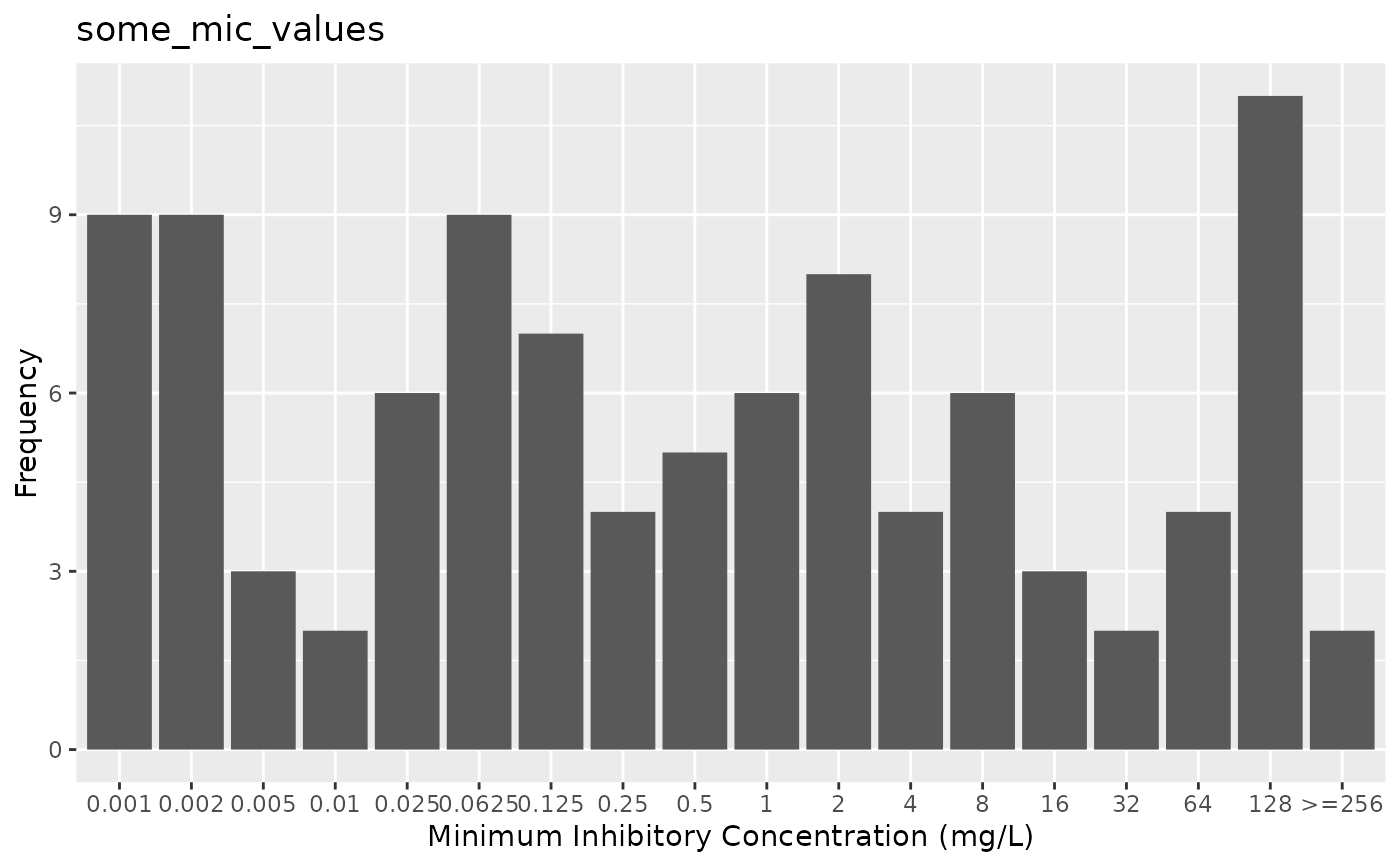 some_mic_values
Frequency
9
6
3
0
0.001 0.002 0.005 0.01 0.025 0.0625 0.125 0.25 0.5 1 2 4 8 16 32 64 128 >=256
Minimum Inhibitory Concentration (mg/L)